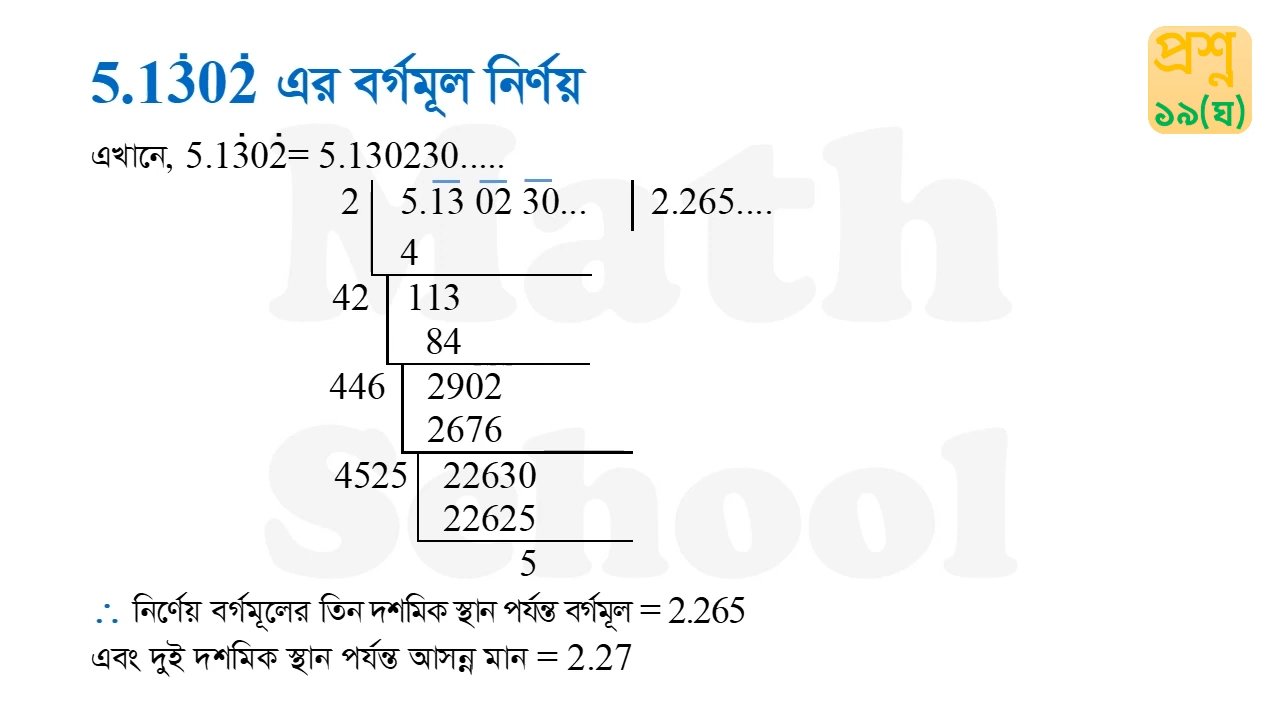 5.13̇02̇ এর বর্গমূল নির্ণয়
প্রশ্ন
১৯(ঘ)
এখানে, 5.13̇02̇= 5.130230.....
2 5.13 02 30... 2.265....
4
42 113
84
446 2902
2676
4525 22630
22625
5
∴ নির্ণেয় বর্গমূলের তিন দশমিক স্থান পর্যন্ত বর্গমূল = 2.265
এবং দুই দশমিক স্থান পর্যন্ত আসন্ন মান = 2.27
Math
School